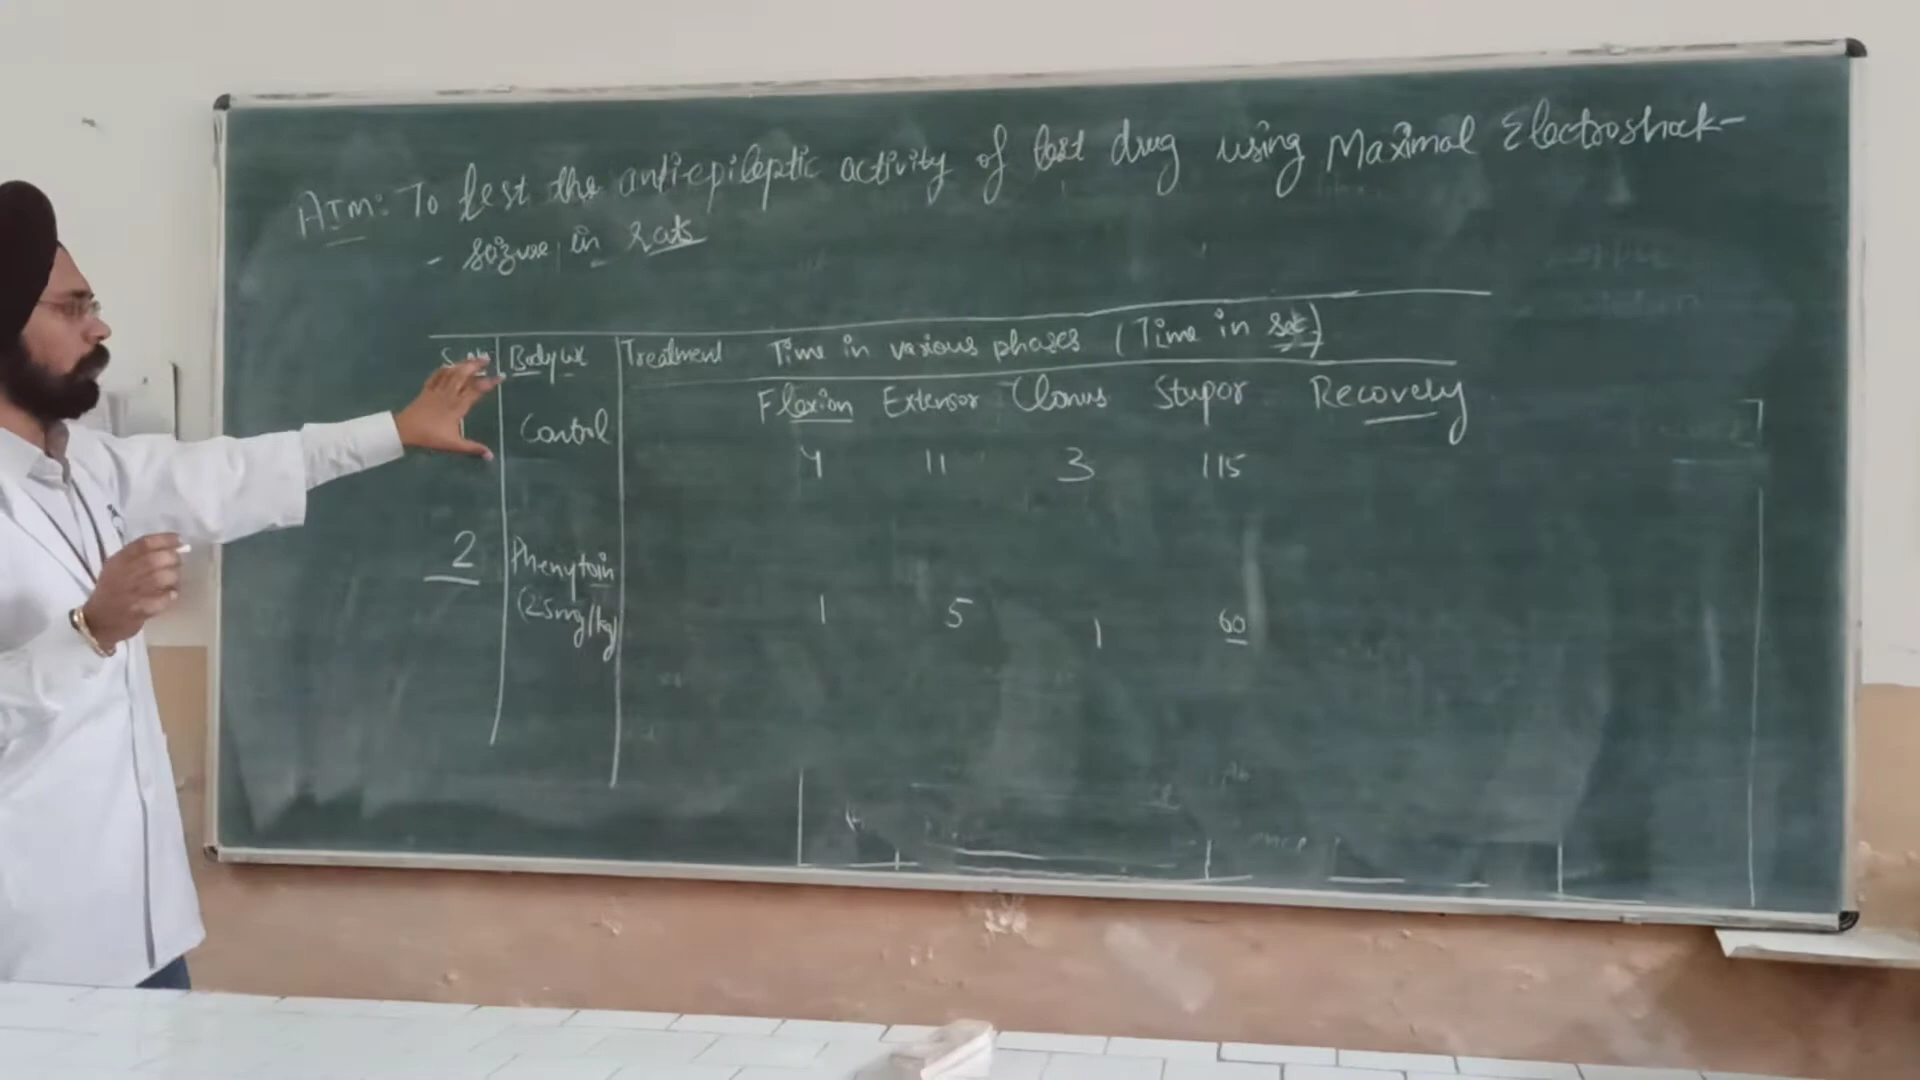 AIM: To test the antiepileptic activity of test drug using Maximal Electroshock-
- seizure in Rats
Body wt Treatment Time in various phases (Time in sec)
Flexion Extensor Clonus Stupor Recovery
Control
4 11 3 115
2 Phenytoin
(25mg/kg)
1 5 1 60